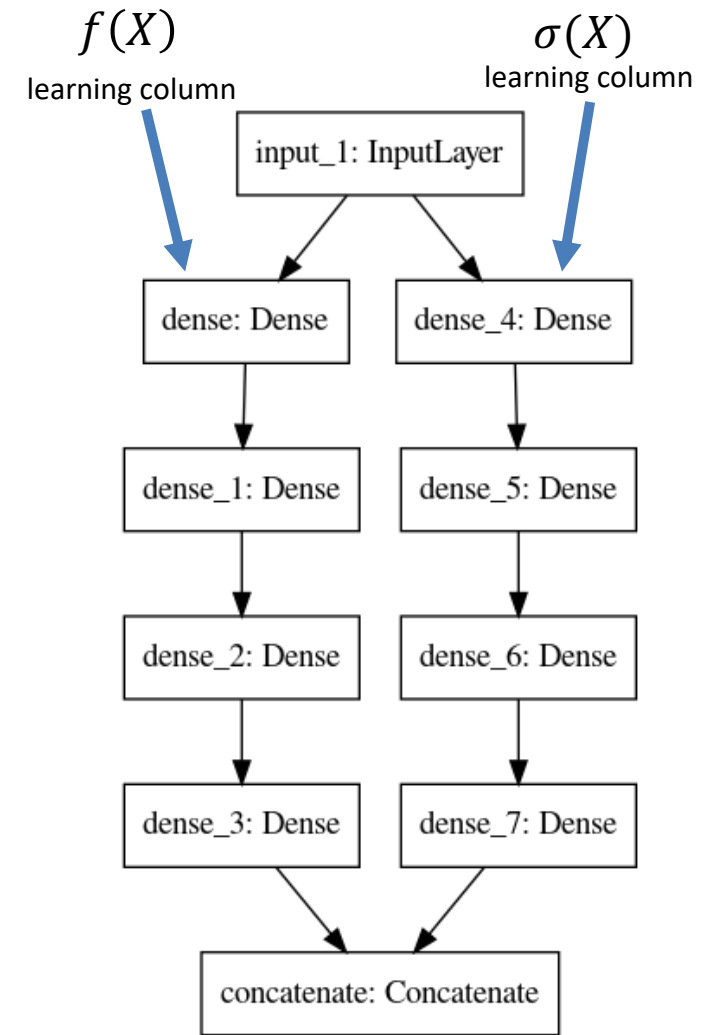 f(X)
learning column
σ(X)
learning column
input_1: InputLayer
dense: Dense
dense_4: Dense
dense_1: Dense
dense_5: Dense
dense_2: Dense
dense_6: Dense
dense_3: Dense
dense_7: Dense
concatenate: Concatenate